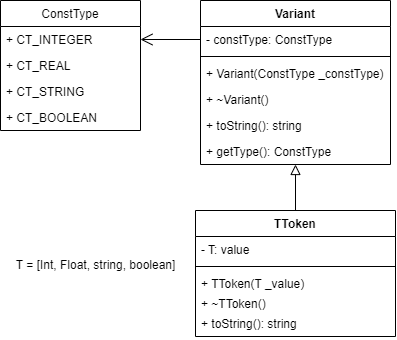 ConstType
+ CT_INTEGER
+ CT_REAL
+ CT_STRING
+ CT_BOOLEAN
Variant
- constType: ConstType
+ Variant(ConstType _constType)
+ ~Variant()
+ toString(): string
+ getType(): ConstType
T = [Int, Float, string, boolean]
TToken
- T: value
+ TToken(T _value)
+ ~TToken()
+ toString(): string